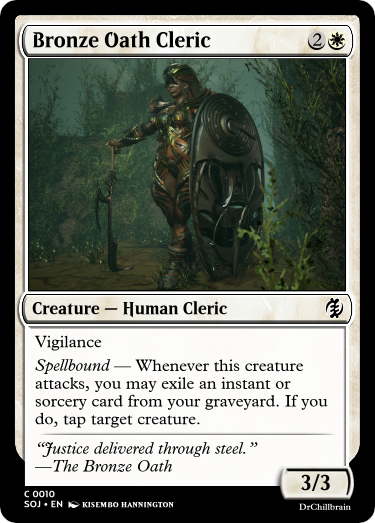 Bronze Oath Cleric 2
Creature — Human Cleric
Vigilance
Spellbound — Whenever this creature
attacks, you may exile an instant or
sorcery card from your graveyard. If you
do, tap target creature.
“Justice delivered through steel.”
—The Bronze Oath
3/3
C 0010
SOJ • EN KISEMBO HANNINGTON
DrChillbrain